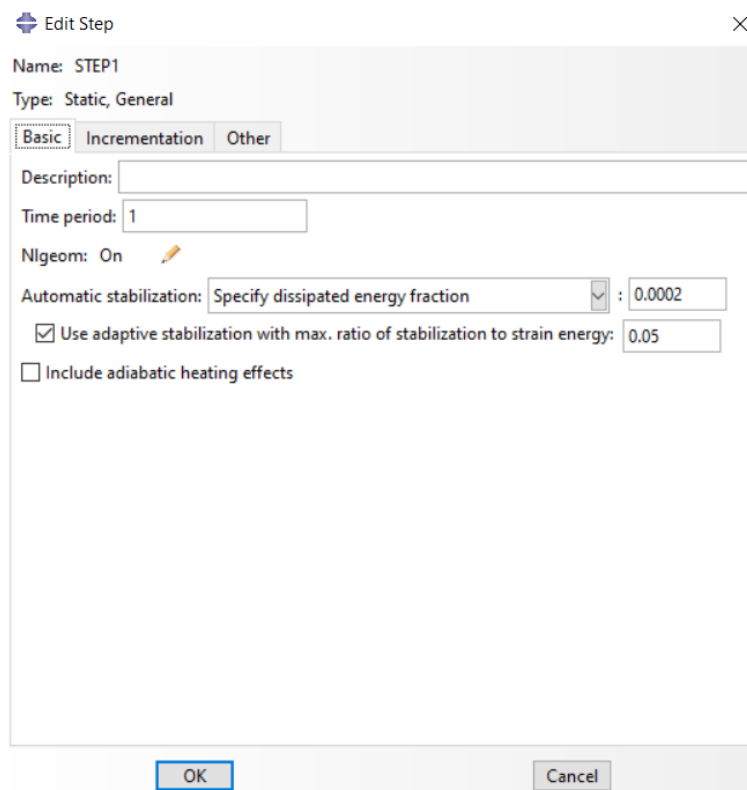 Edit Step
Name: STEP1
Type: Static, General
Basic Incrementation Other
Description:
Time period: 1
Nlgeom: On
Automatic stabilization: Specify dissipated energy fraction : 0.0002
Use adaptive stabilization with max. ratio of stabilization to strain energy: 0.05
Include adiabatic heating effects
OK Cancel